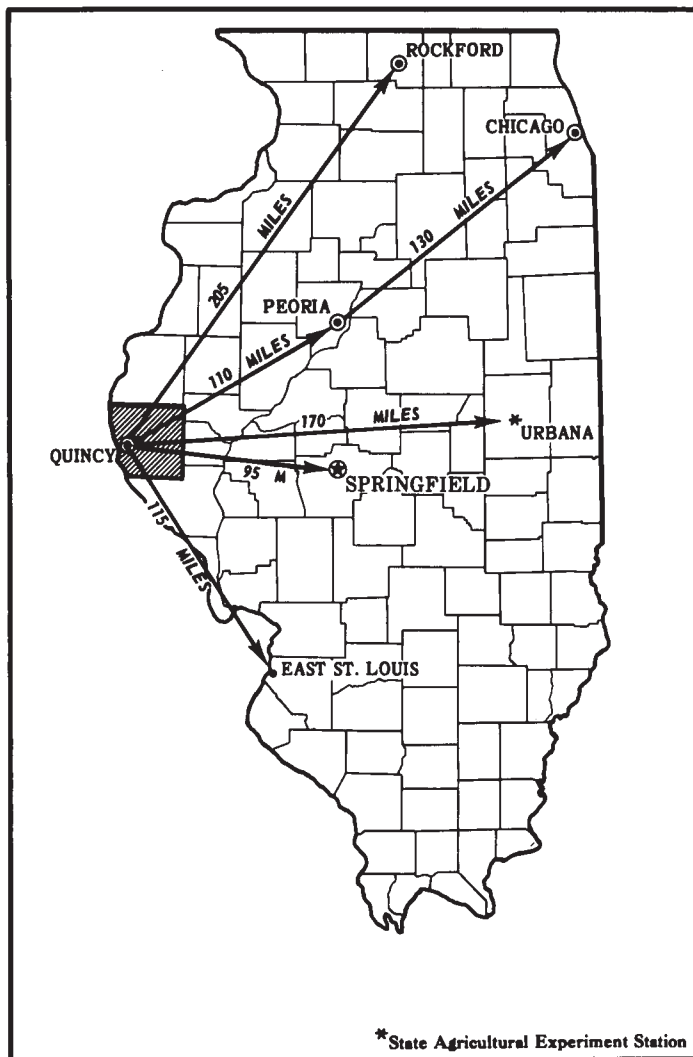 ROCKFORD
CHICAGO
205 MILES
130 MILES
PEORIA
110 MILES
170 MILES
*URBANA
QUINCY
95 M
SPRINGFIELD
115 MILES
EAST ST. LOUIS
*State Agricultural Experiment Station